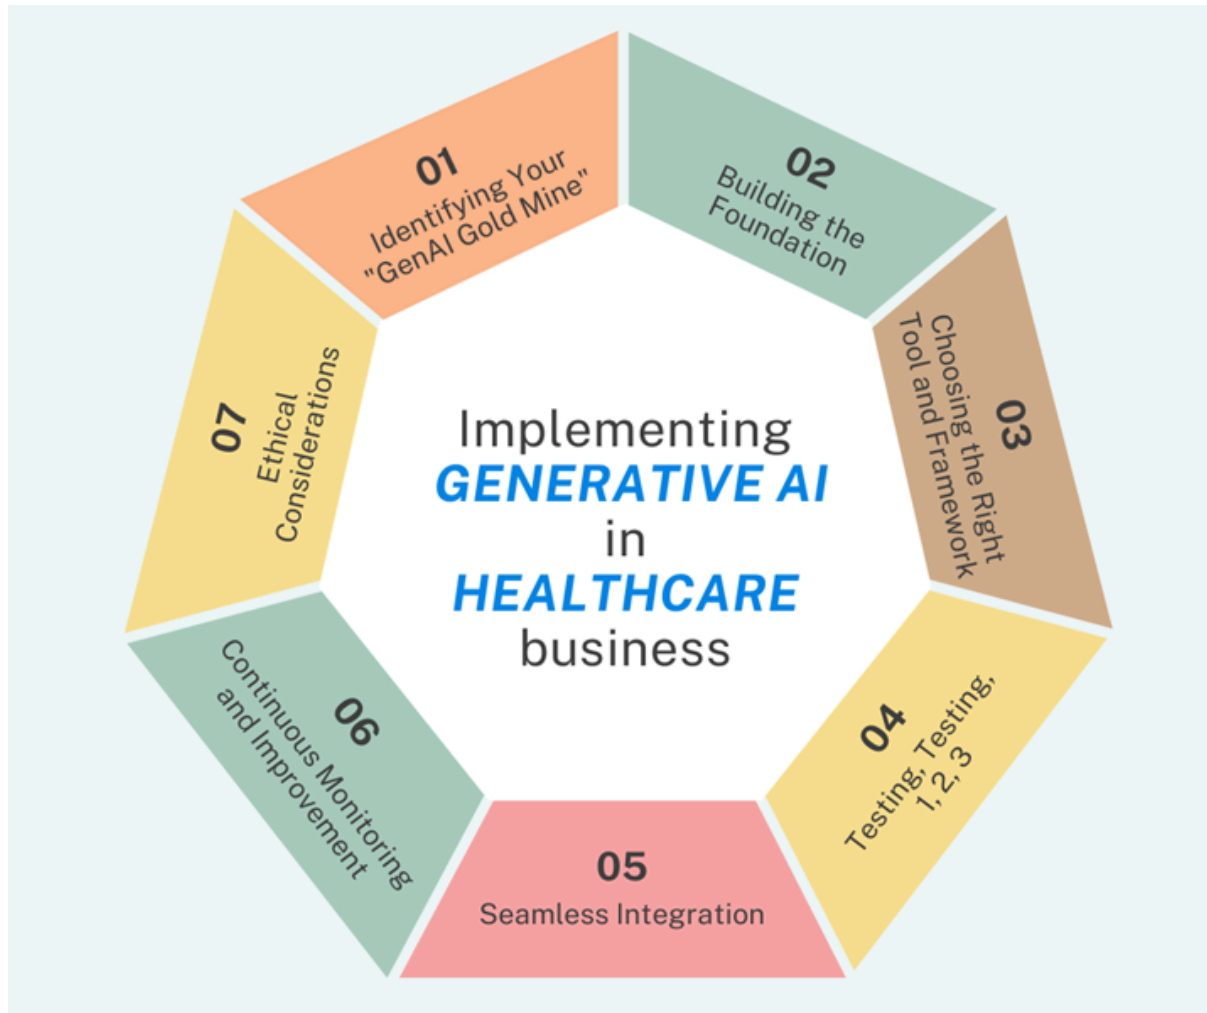 01
Identifying Your
"GenAI Gold Mine"
02
Building the
Foundation
03
Choosing the Right
Tool and Framework
04
Testing, Testing,
1, 2, 3
05
Seamless Integration
06
Continuous Monitoring
and Improvement
07
Ethical
Considerations
Implementing
GENERATIVE AI
in
HEALTHCARE
business